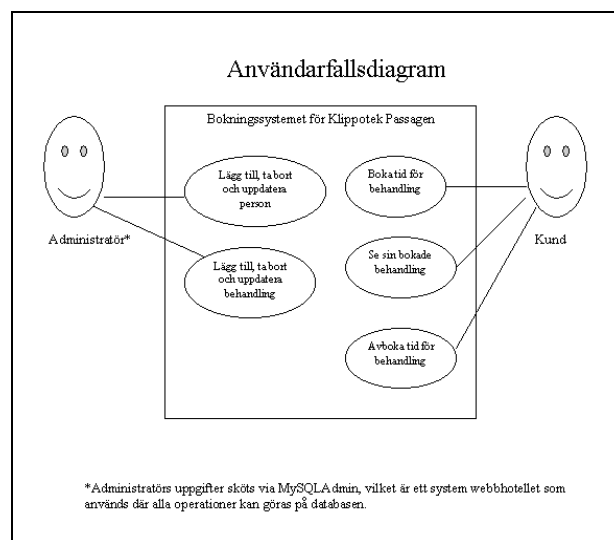 Användarfallsdiagram
Bokningssystemet för Klippotek Passagen
Lägg till, ta bort
och uppdatera
person
Boka tid för
behandling
Administratör*
Kund
Se sin bokade
behandling
Lägg till, ta bort
och uppdatera
behandling
Avboka tid för
behandling
*Administratörs uppgifter sköts via MySQLAdmin, vilket är ett system webbhotellet som
används där alla operationer kan göras på databasen.